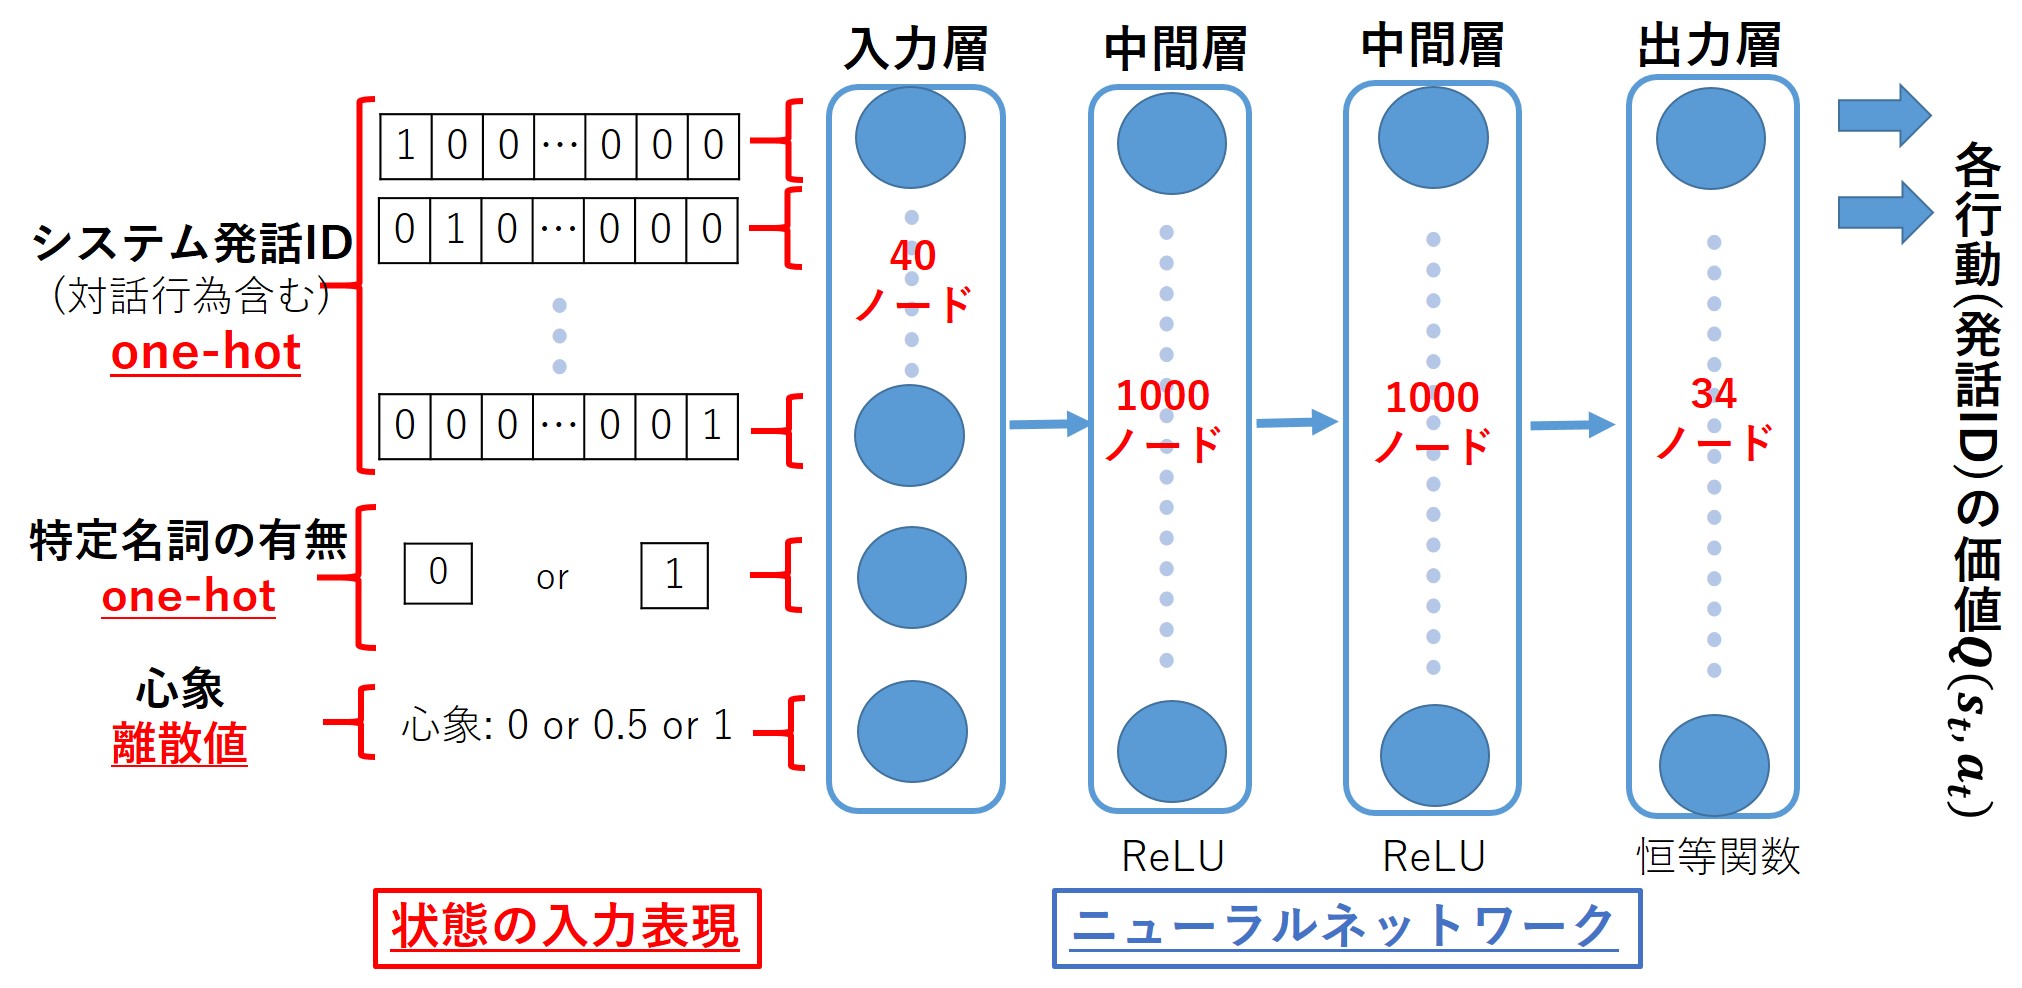 入力層
中間層
中間層
出力層
システム発話ID
（対話行為含む）
one-hot
1 0 0 … 0 0 0
0 1 0 … 0 0 0
0 0 0 … 0 0 1
特定名詞の有無
one-hot
0 or 1
心象
離散値
心象: 0 or 0.5 or 1
40
ノード
1000
ノード
1000
ノード
34
ノード
ReLU
ReLU
恒等関数
各行動(発話ID)の価値Q(s_t, a_t)
状態の入力表現
ニューラルネットワーク